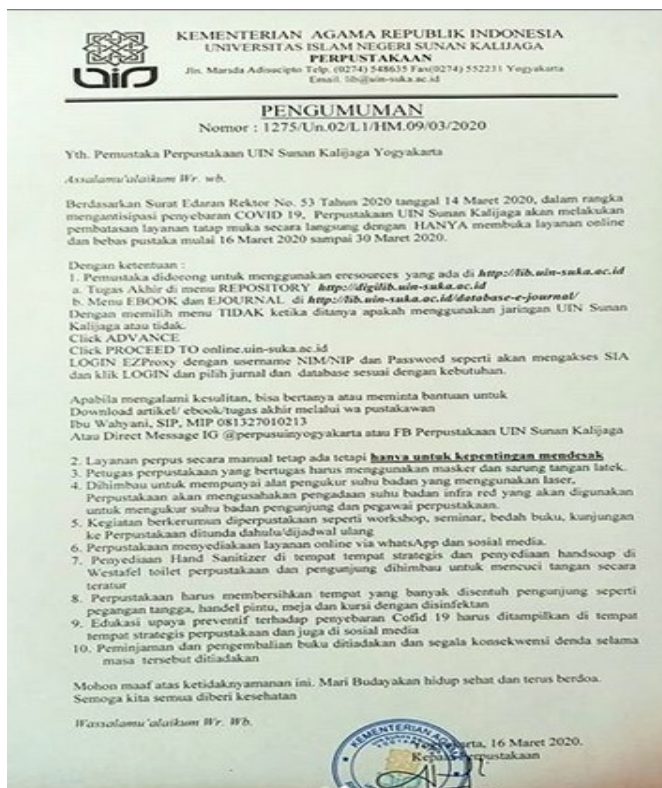 KEMENTERIAN AGAMA REPUBLIK INDONESIA
UNIVERSITAS ISLAM NEGERI SUNAN KALIJAGA
PERPUSTAKAAN
Jln. Marsda Adisucipto Telp. (0274) 548635 Fax(0274) 552231 Yogyakarta
Email. lib@uin-suka.ac.id
uin
PENGUMUMAN
Nomor : 1275/Un.02/L1/HM.09/03/2020
Yth. Pemustaka Perpustakaan UIN Sunan Kalijaga Yogyakarta
Assalamu'alaikum Wr. wb.
Berdasarkan Surat Edaran Rektor No. 53 Tahun 2020 tanggal 14 Maret 2020, dalam rangka
mengantisipasi penyebaran COVID 19, Perpustakaan UIN Sunan Kalijaga akan melakukan
pembatasan layanan tatap muka secara langsung dengan HANYA membuka layanan online
dan bebas pustaka mulai 16 Maret 2020 sampai 30 Maret 2020.
Dengan ketentuan :
1. Pemustaka didorong untuk menggunakan eresources yang ada di http://lib.uin-suka.ac.id
a. Tugas Akhir di menu REPOSITORY http://digilib.uin-suka.ac.id
b. Menu EBOOK dan EJOURNAL di http://lib.uin-suka.ac.id/database-e-journal/
Dengan memilih menu TIDAK ketika ditanya apakah menggunakan jaringan UIN Sunan
Kalijaga atau tidak.
Click ADVANCE
Click PROCEED TO online.uin-suka.ac.id
LOGIN EZProxy dengan username NIM/NIP dan Password seperti akan mengakses SIA
dan klik LOGIN dan pilih jurnal dan database sesuai dengan kebutuhan.
Apabila mengalami kesulitan, bisa bertanya atau meminta bantuan untuk
Download artikel/ ebook/tugas akhir melalui wa pustakawan
Ibu Wahyani, SIP, MIP 081327010213
Atau Direct Message IG @perpusuinyogyakarta atau FB Perpustakaan UIN Sunan Kalijaga
2. Layanan perpus secara manual tetap ada tetapi hanya untuk kepentingan mendesak
3. Petugas perpustakaan yang bertugas harus menggunakan masker dan sarung tangan latek.
4. Dihimbau untuk mempunyai alat pengukur suhu badan yang menggunakan laser,
Perpustakaan akan mengusahakan pengadaan suhu badan infra red yang akan digunakan
untuk mengukur suhu badan pengunjung dan pegawai perpustakaan.
5. Kegiatan berkerumun diperpustakaan seperti workshop, seminar, bedah buku, kunjungan
ke Perpustakaan ditunda dahulu/dijadwal ulang
6. Perpustakaan menyediakaan layanan online via whatsApp dan sosial media.
7. Penyediaan Hand Sanitizer di tempat tempat strategis dan penyediaan handsoap di
Westafel toilet perpustakaan dan pengunjung dihimbau untuk mencuci tangan secara
teratur
8. Perpustakaan harus membersihkan tempat yang banyak disentuh pengunjung seperti
pegangan tangga, handel pintu, meja dan kursi dengan disinfektan
9. Edukasi upaya preventif terhadap penyebaran Cofid 19 harus ditampilkan di tempat
tempat strategis perpustakaan dan juga di sosial media
10. Peminjaman dan pengembalian buku ditiadakan dan segala konsekwensi denda selama
masa tersebut ditiadakan
Mohon maaf atas ketidaknyamanan ini. Mari Budayakan hidup sehat dan terus berdoa.
Semoga kita semua diberi kesehatan
Wassalamu'alaikum Wr. Wb.
KEMENTERIAN AGAMA
16 Maret 2020.